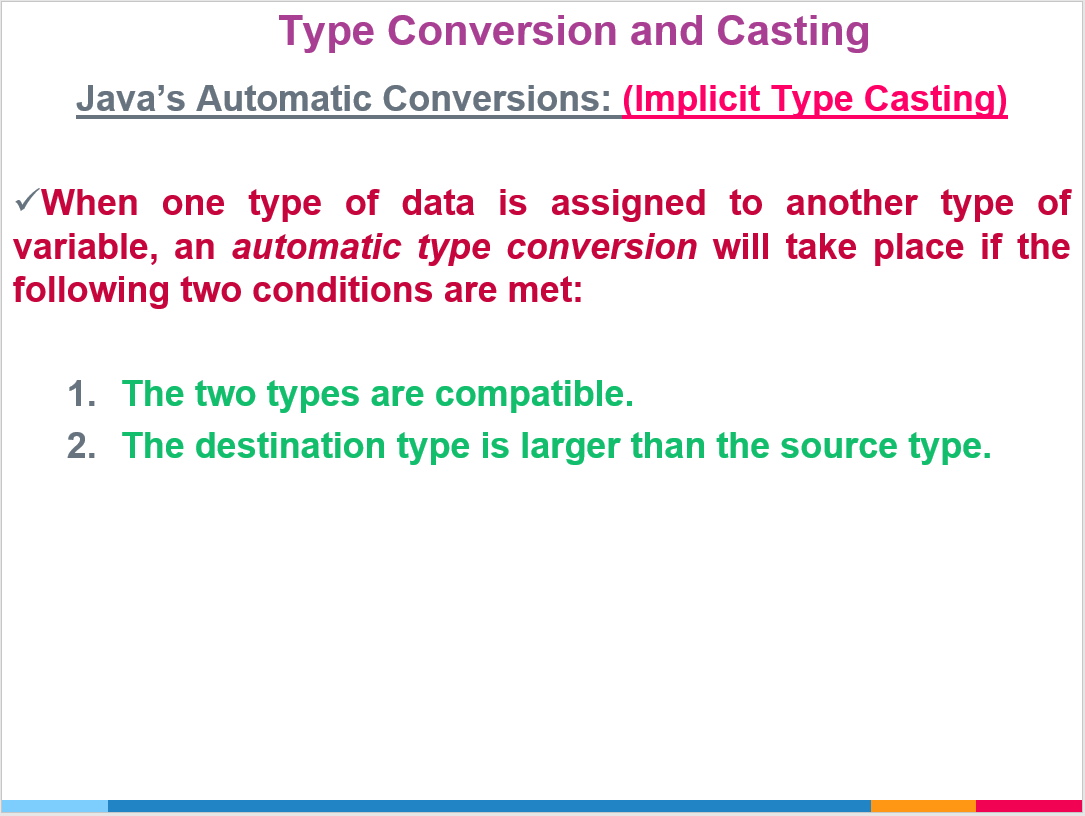 Type Conversion and Casting
Java’s Automatic Conversions: (Implicit Type Casting)
✓When one type of data is assigned to another type of
variable, an automatic type conversion will take place if the
following two conditions are met:
1. The two types are compatible.
2. The destination type is larger than the source type.